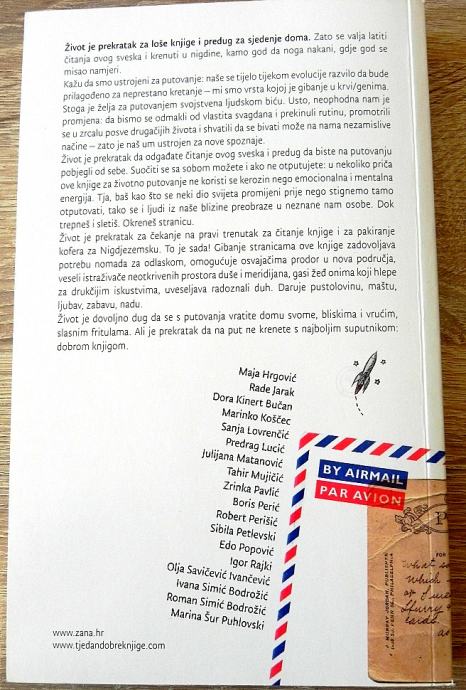 Život je prekratak za loše knjige i predug za sjedenje doma. Zato se valja latiti
čitanja ovog sveska i krenuti u nigdine, kamo god da noga nakani, gdje god se
misao namjeri.
Kažu da smo ustrojeni za putovanje: naše se tijelo tijekom evolucije razvilo da bude
prilagođeno za neprestano kretanje – mi smo vrsta kojoj je gibanje u krvi/genima.
Stoga je želja za putovanjem svojstvena ljudskom biću. Usto, neophodna nam je
promjena: da bismo se odmakli od vlastita svagdana i prekinuli rutinu, promotrili
se u zrcalu posve drugačijih života i shvatili da se bivati može na nama nezamislive
načine – zato je naš um ustrojen za nove spoznaje.
Život je prekratak da odgađate čitanje ovog sveska i predug da biste na putovanju
pobjegli od sebe. Suočiti se sa sobom možete i ako ne otputujete: u nekoliko priča
ove knjige za životno putovanje ne koristi se kerozin nego emocionalna i mentalna
energija. Tja, baš kao što se neki dio svijeta promijeni prije nego stignemo tamo
otputovati, tako se i ljudi iz naše blizine preobraze u neznane nam osobe. Dok
trepneš i sletiš. Okreneš stranicu.
Život je prekratak za čekanje na pravi trenutak za čitanje knjige i za pakiranje
kofera za Nigdjezemsku. To je sada! Gibanje stranicama ove knjige zadovoljava
potrebu nomada za odlaskom, omogućuje osvajačima prodor u nova područja,
veseli istraživače neotkrivenih prostora duše i meridijana, gasi žeđ onima koji hlepe
za drukčijim iskustvima, uveseljava radoznali duh. Daruje pustolovinu, maštu,
ljubav, zabavu, nadu.
Život je dovoljno dug da se s putovanja vratite domu svome, bliskima i vrućim,
slasnim fritulama. Ali je prekratak da na put ne krenete s najboljim suputnikom:
dobrom knjigom.
Maja Hrgović
Rade Jarak
Dora Kinert Bučan
Marinko Koščec
Sanja Lovrenčić
Predrag Lucić
Julijana Matanović
Tahir Mujičić
Zrinka Pavlić
Boris Perić
Robert Perišić
Sibila Petlevski
Edo Popović
Igor Rajki
Olja Savičević Ivančević
Ivana Simić Bodrožić
Roman Simić Bodrožić
Marina Šur Puhlovski
BY AIRMAIL
PAR AVION
P
FOR
what
which
www.zana.hr
www.tjedandobreknjige.com